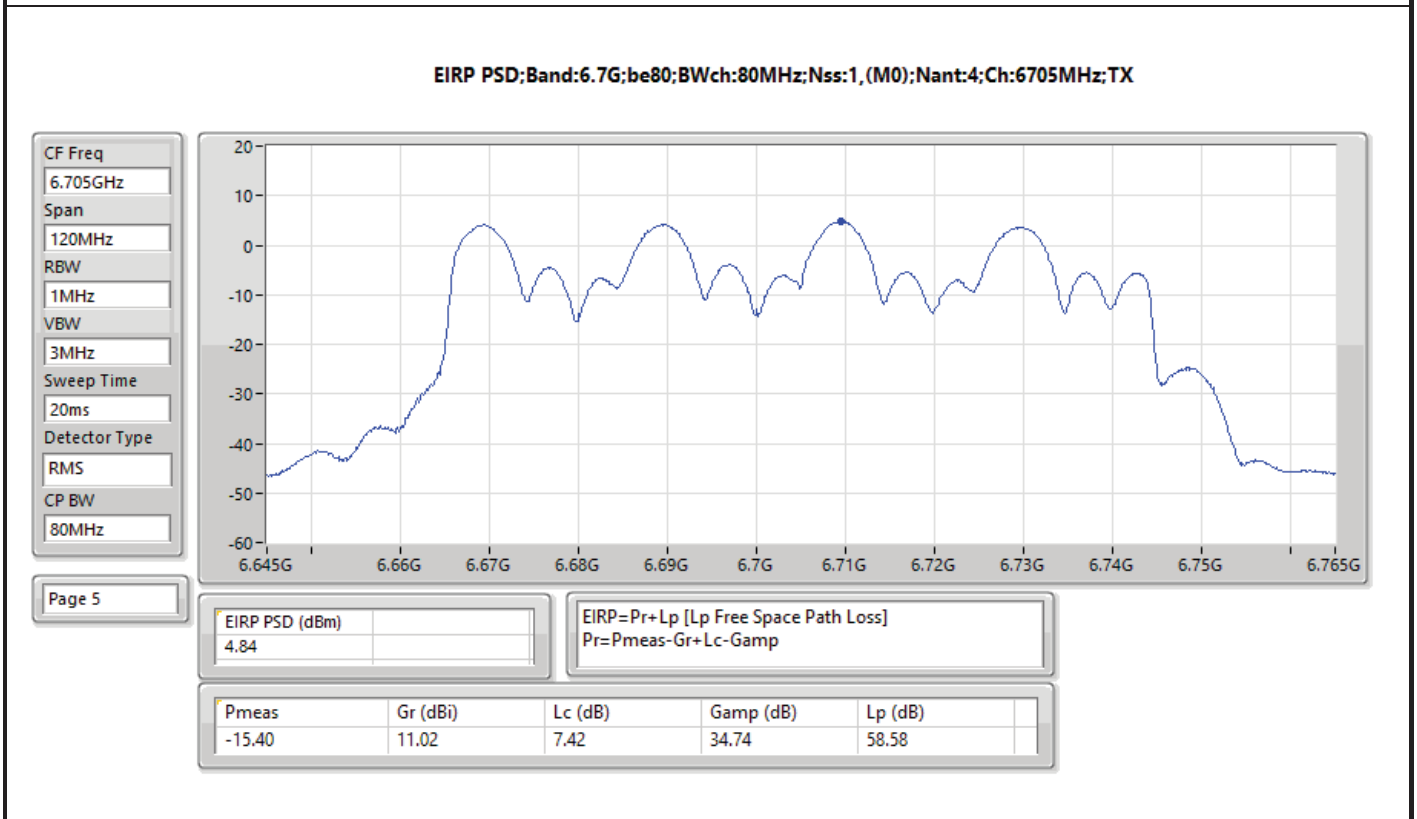 EIRP PSD;Band:6.7G;be80;BWch:80MHz;Nss:1,(M0);Nant:4;Ch:6705MHz;TX
CF Freq
6.705GHz
Span
120MHz
RBW
1MHz
VBW
3MHz
Sweep Time
20ms
Detector Type
RMS
CP BW
80MHz
Page 5
20
10
0
-10
-20
-30
-40
-50
-60
6.645G 6.66G 6.67G 6.68G 6.69G 6.7G 6.71G 6.72G 6.73G 6.74G 6.75G 6.765G
EIRP PSD (dBm)
4.84
EIRP=Pr+Lp [Lp Free Space Path Loss]
Pr=Pmeas-Gr+Lc-Gamp
Pmeas Gr (dBi) Lc (dB) Gamp (dB) Lp (dB)
-15.40 11.02 7.42 34.74 58.58